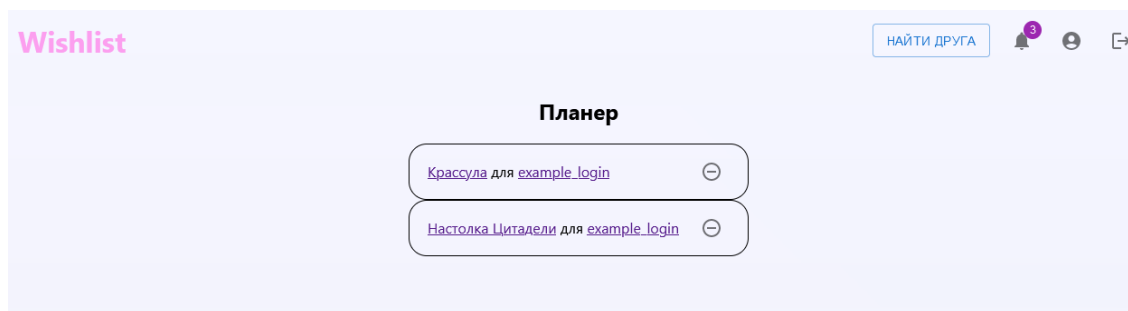 Wishlist
НАЙТИ ДРУГА
3
Планер
Крассула для example_login
Настолка Цитадели для example_login